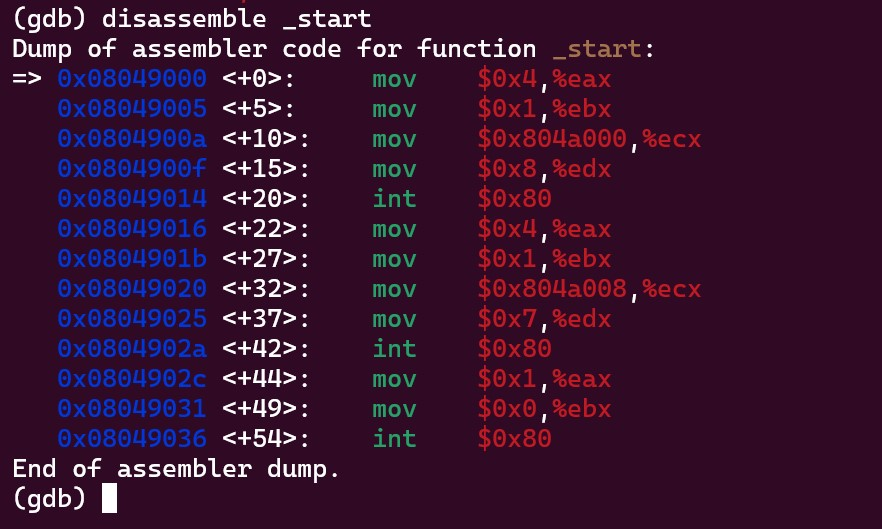 (gdb) disassemble _start
Dump of assembler code for function _start:
=> 0x08049000 <+0>:     mov    $0x4,%eax
   0x08049005 <+5>:     mov    $0x1,%ebx
   0x0804900a <+10>:    mov    $0x804a000,%ecx
   0x0804900f <+15>:    mov    $0x8,%edx
   0x08049014 <+20>:    int    $0x80
   0x08049016 <+22>:    mov    $0x4,%eax
   0x0804901b <+27>:    mov    $0x1,%ebx
   0x08049020 <+32>:    mov    $0x804a008,%ecx
   0x08049025 <+37>:    mov    $0x7,%edx
   0x0804902a <+42>:    int    $0x80
   0x0804902c <+44>:    mov    $0x1,%eax
   0x08049031 <+49>:    mov    $0x0,%ebx
   0x08049036 <+54>:    int    $0x80
End of assembler dump.
(gdb)